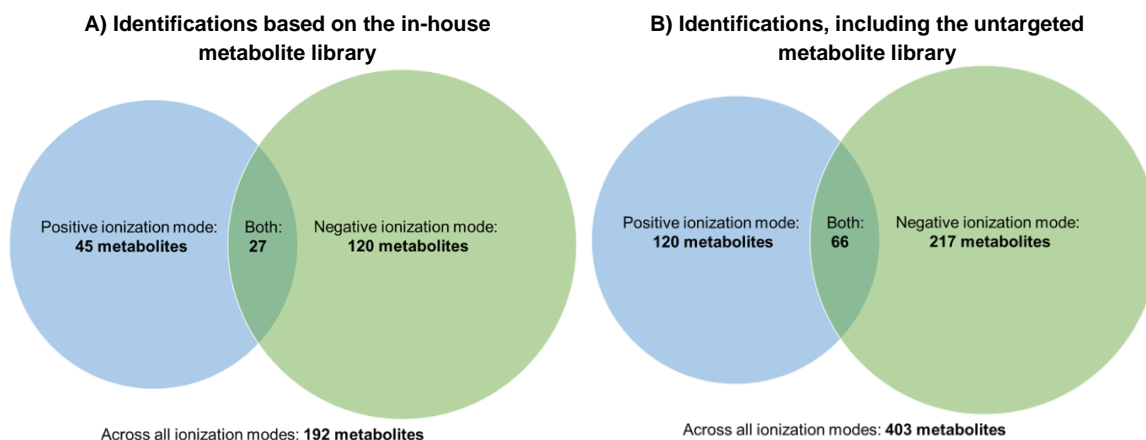 A) Identifications based on the in-house
metabolite library
Positive ionization mode:
45 metabolites
Both:
27
Negative ionization mode:
120 metabolites
Across all ionization modes: 192 metabolites
B) Identifications, including the untargeted
metabolite library
Positive ionization mode:
120 metabolites
Both:
66
Negative ionization mode:
217 metabolites
Across all ionization modes: 403 metabolites